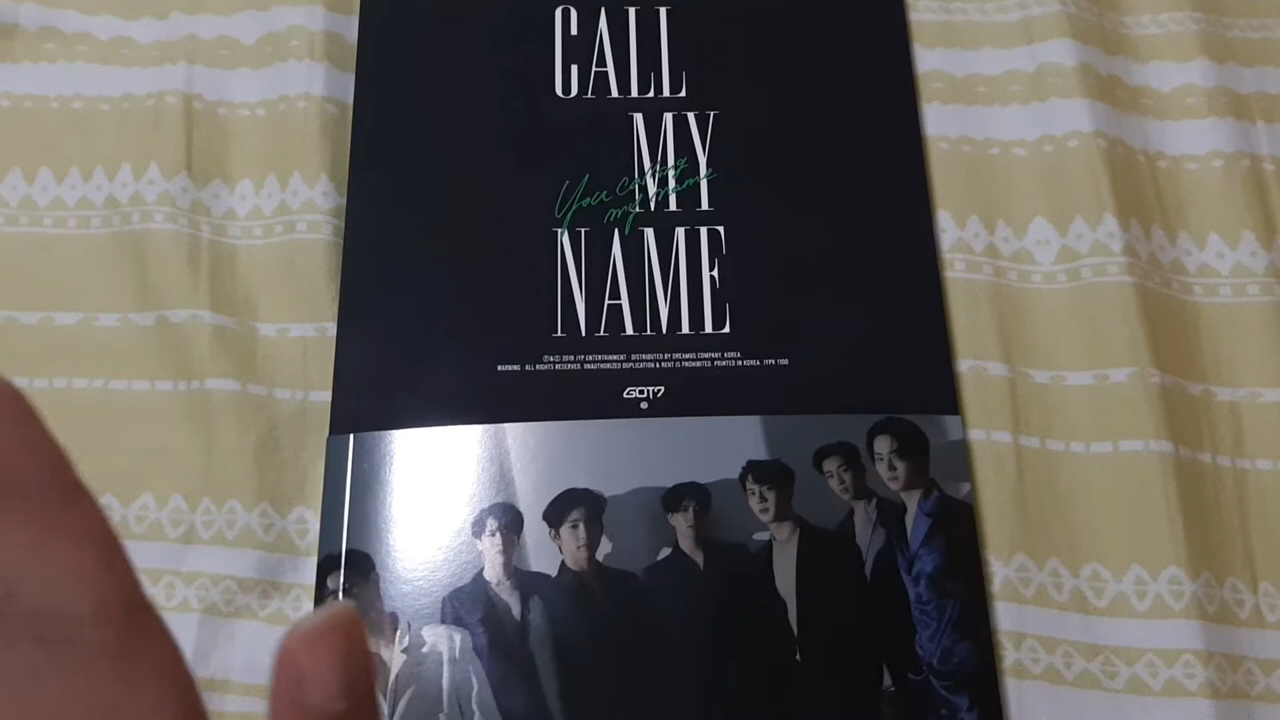 CALL
MY
NAME
You calling
my name
℗&© 2019 JYP ENTERTAINMENT · DISTRIBUTED BY DREAMUS COMPANY, KOREA.
WARNING : ALL RIGHTS RESERVED. UNAUTHORIZED DUPLICATION & RENT IS PROHIBITED. PRINTED IN KOREA. JYPK 1100
GOT7